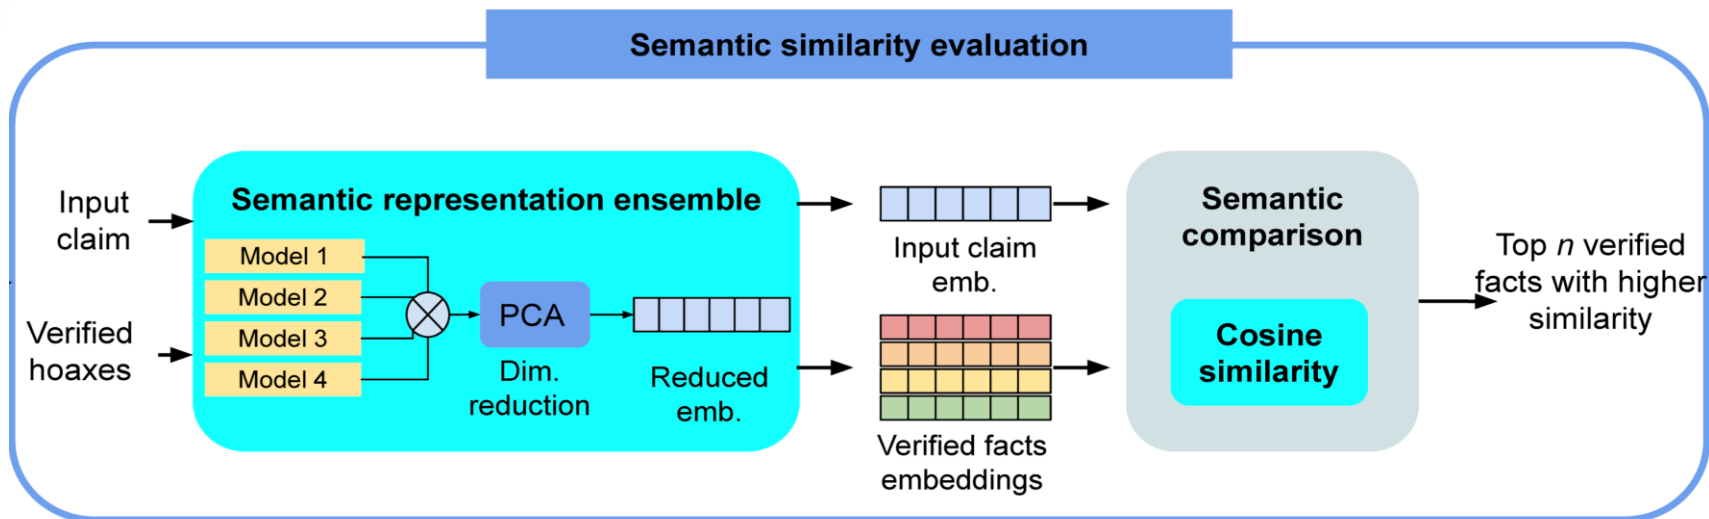 Semantic similarity evaluation
Input
claim
Verified
hoaxes
Semantic representation ensemble
Model 1
Model 2
Model 3
Model 4
PCA
Dim.
reduction
Reduced
emb.
Input claim
emb.
Verified facts
embeddings
Semantic
comparison
Cosine
similarity
Top n verified
facts with higher
similarity